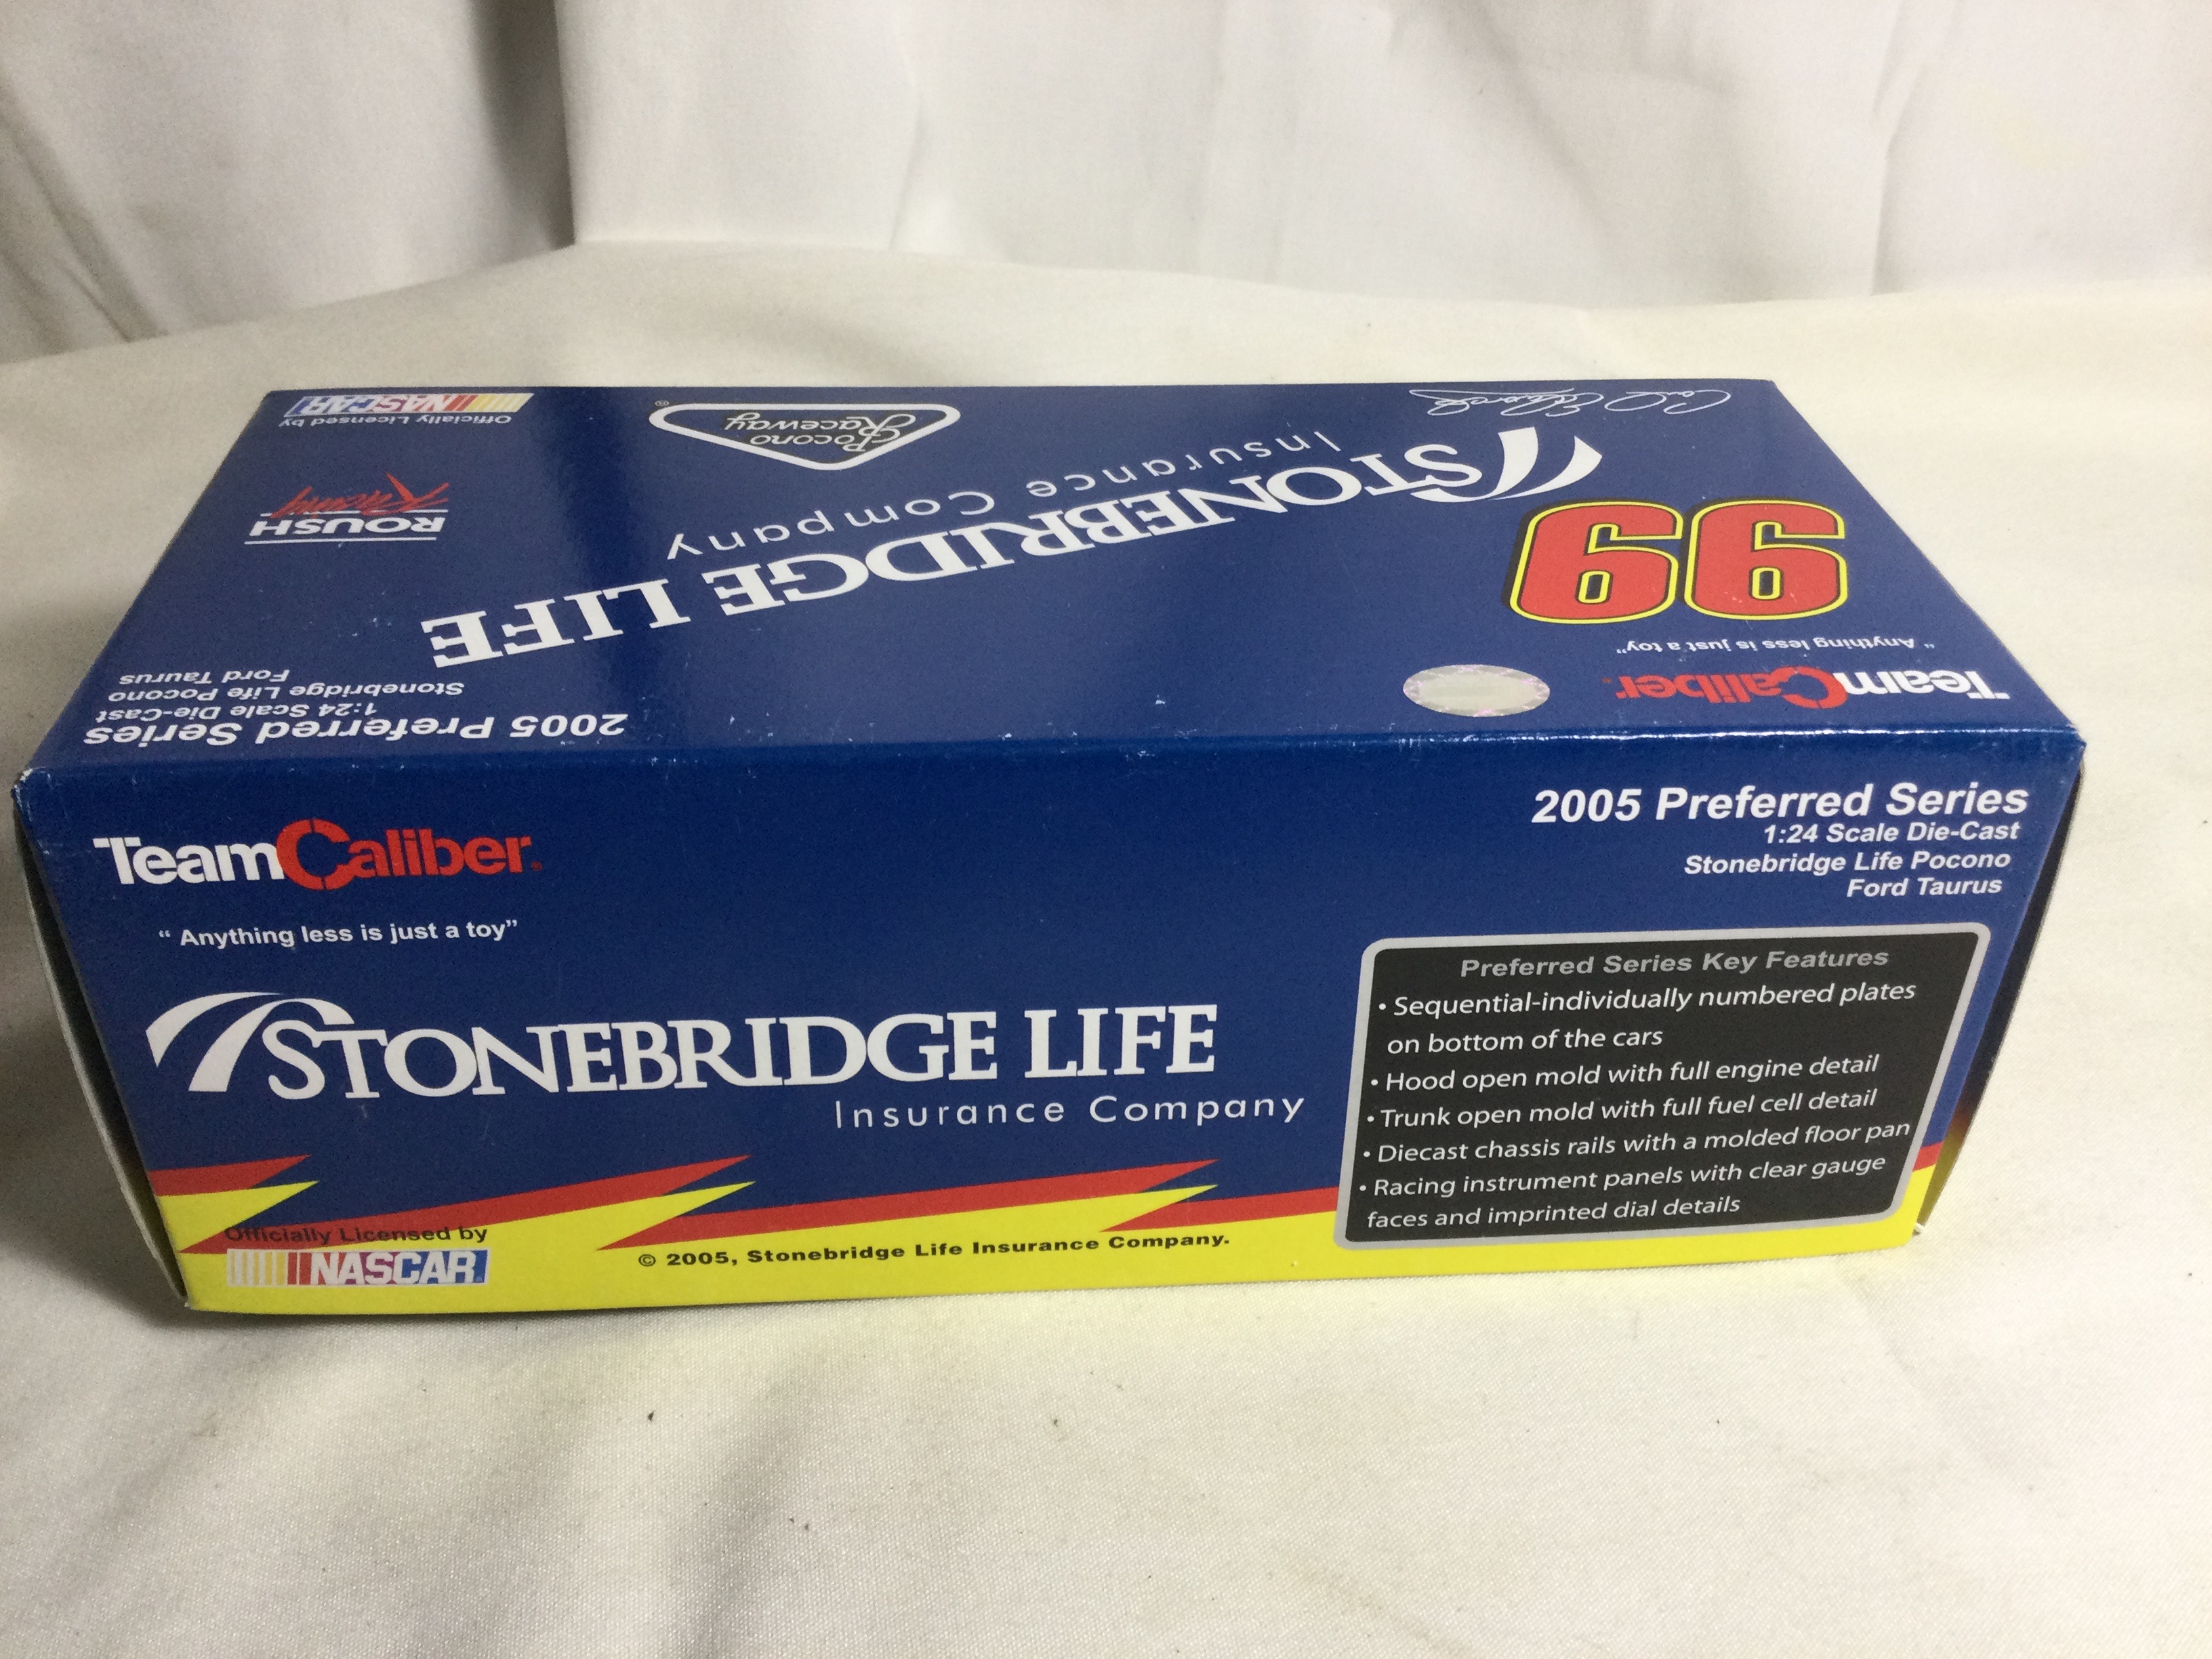 Officially Licensed by
NASCAR
ROUSH
Racing
Pocono
Raceway
®
Carl Edwards
STONEBRIDGE LIFE
Insurance Company
99
TeamCaliber
"Anything less is just a toy"
2005 Preferred Series
1:24 Scale Die-Cast
Stonebridge Life Pocono
Ford Taurus
TeamCaliber
“ Anything less is just a toy”
STONEBRIDGE LIFE
Insurance Company
Officially Licensed by
NASCAR
© 2005, Stonebridge Life Insurance Company.
2005 Preferred Series
1:24 Scale Die-Cast
Stonebridge Life Pocono
Ford Taurus
Preferred Series Key Features
• Sequential-individually numbered plates
on bottom of the cars
• Hood open mold with full engine detail
• Trunk open mold with full fuel cell detail
• Diecast chassis rails with a molded floor pan
• Racing instrument panels with clear gauge
faces and imprinted dial details